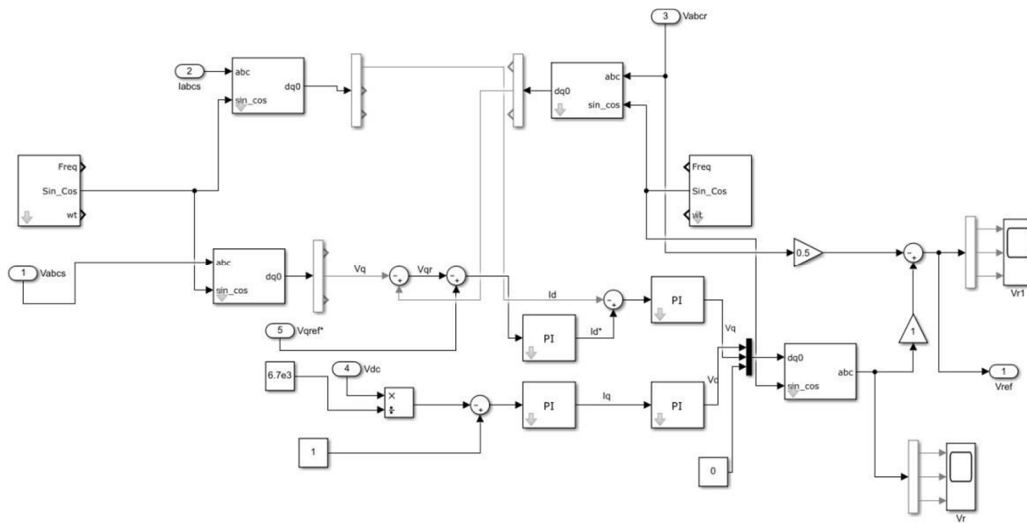 3
Vabcr
2
Iabcs
abc
sin_cos
dq0
dq0
abc
sin_cos
Freq
Sin_Cos
wt
Freq
Sin_Cos
wt
1
Vabcs
abc
sin_cos
dq0
Vq
Vqr
0.5
Vr1
5
Vqref*
Id
PI
Id*
PI
Vq
1
6.7e3
4
Vdc
×
÷
PI
Iq
PI
Vd
dq0
sin_cos
abc
1
Vref
1
0
Vr